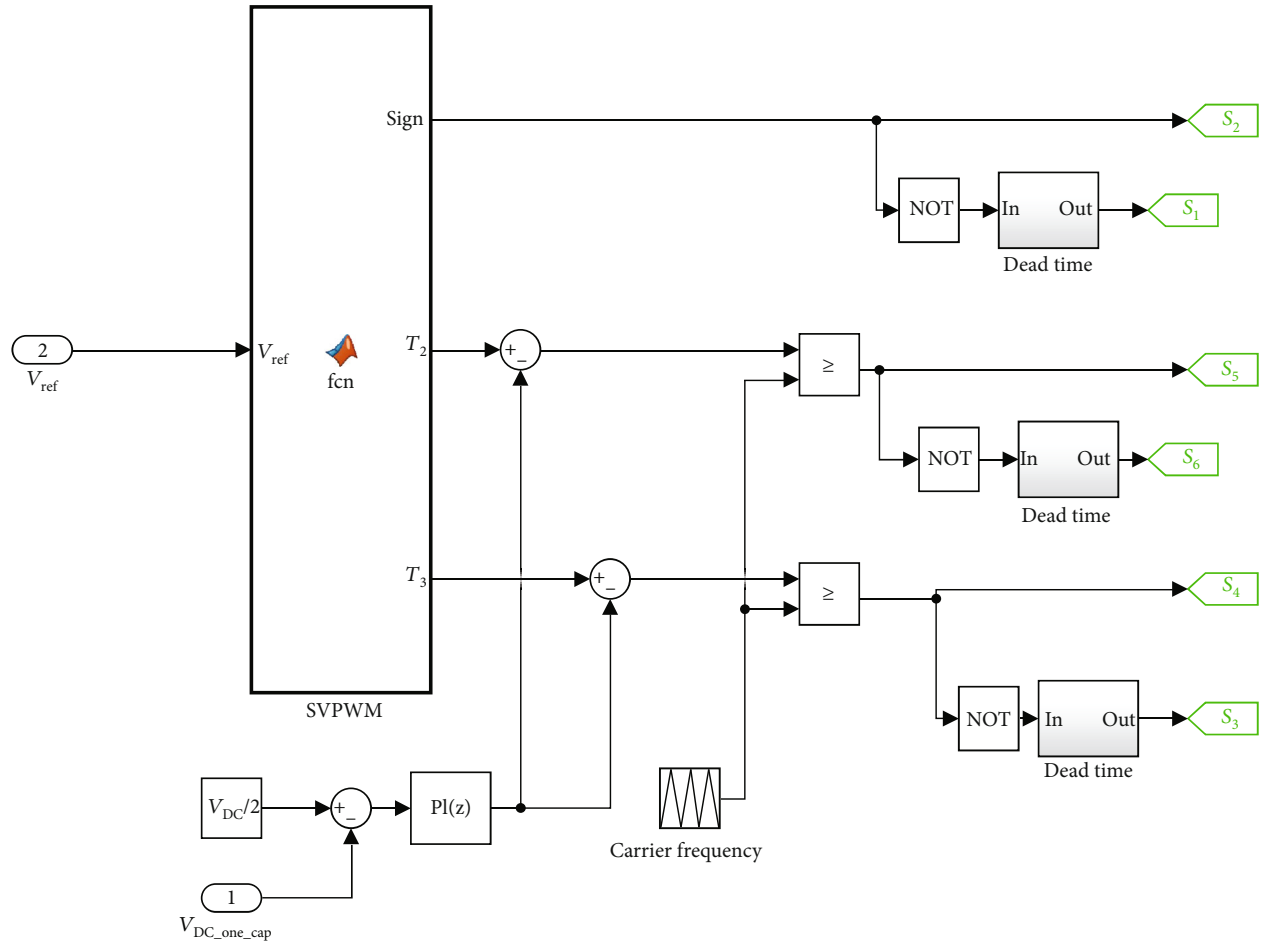 Sign
S2
NOT
In Out
S1
Dead time
2
Vref
Vref
fcn
T2
+
−
≥
S5
NOT
In Out
S6
Dead time
T3
+
−
≥
S4
NOT
In Out
S3
Dead time
SVPWM
VDC/2
+
−
Pl(z)
Carrier frequency
1
VDC_one_cap